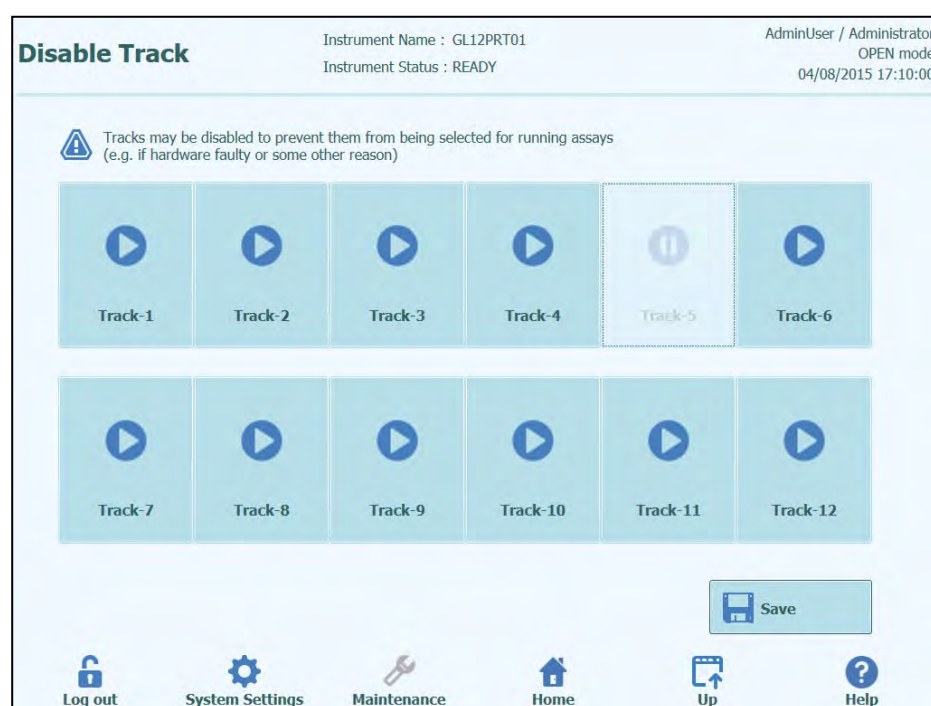 Disable Track
Instrument Name : GL12PRT01
Instrument Status : READY
AdminUser / Administrator
OPEN mode
04/08/2015 17:10:00
Tracks may be disabled to prevent them from being selected for running assays
(e.g. if hardware faulty or some other reason)
Track-1 Track-2 Track-3 Track-4 Track-5 Track-6
Track-7 Track-8 Track-9 Track-10 Track-11 Track-12
Save
Log out System Settings Maintenance Home Up Help